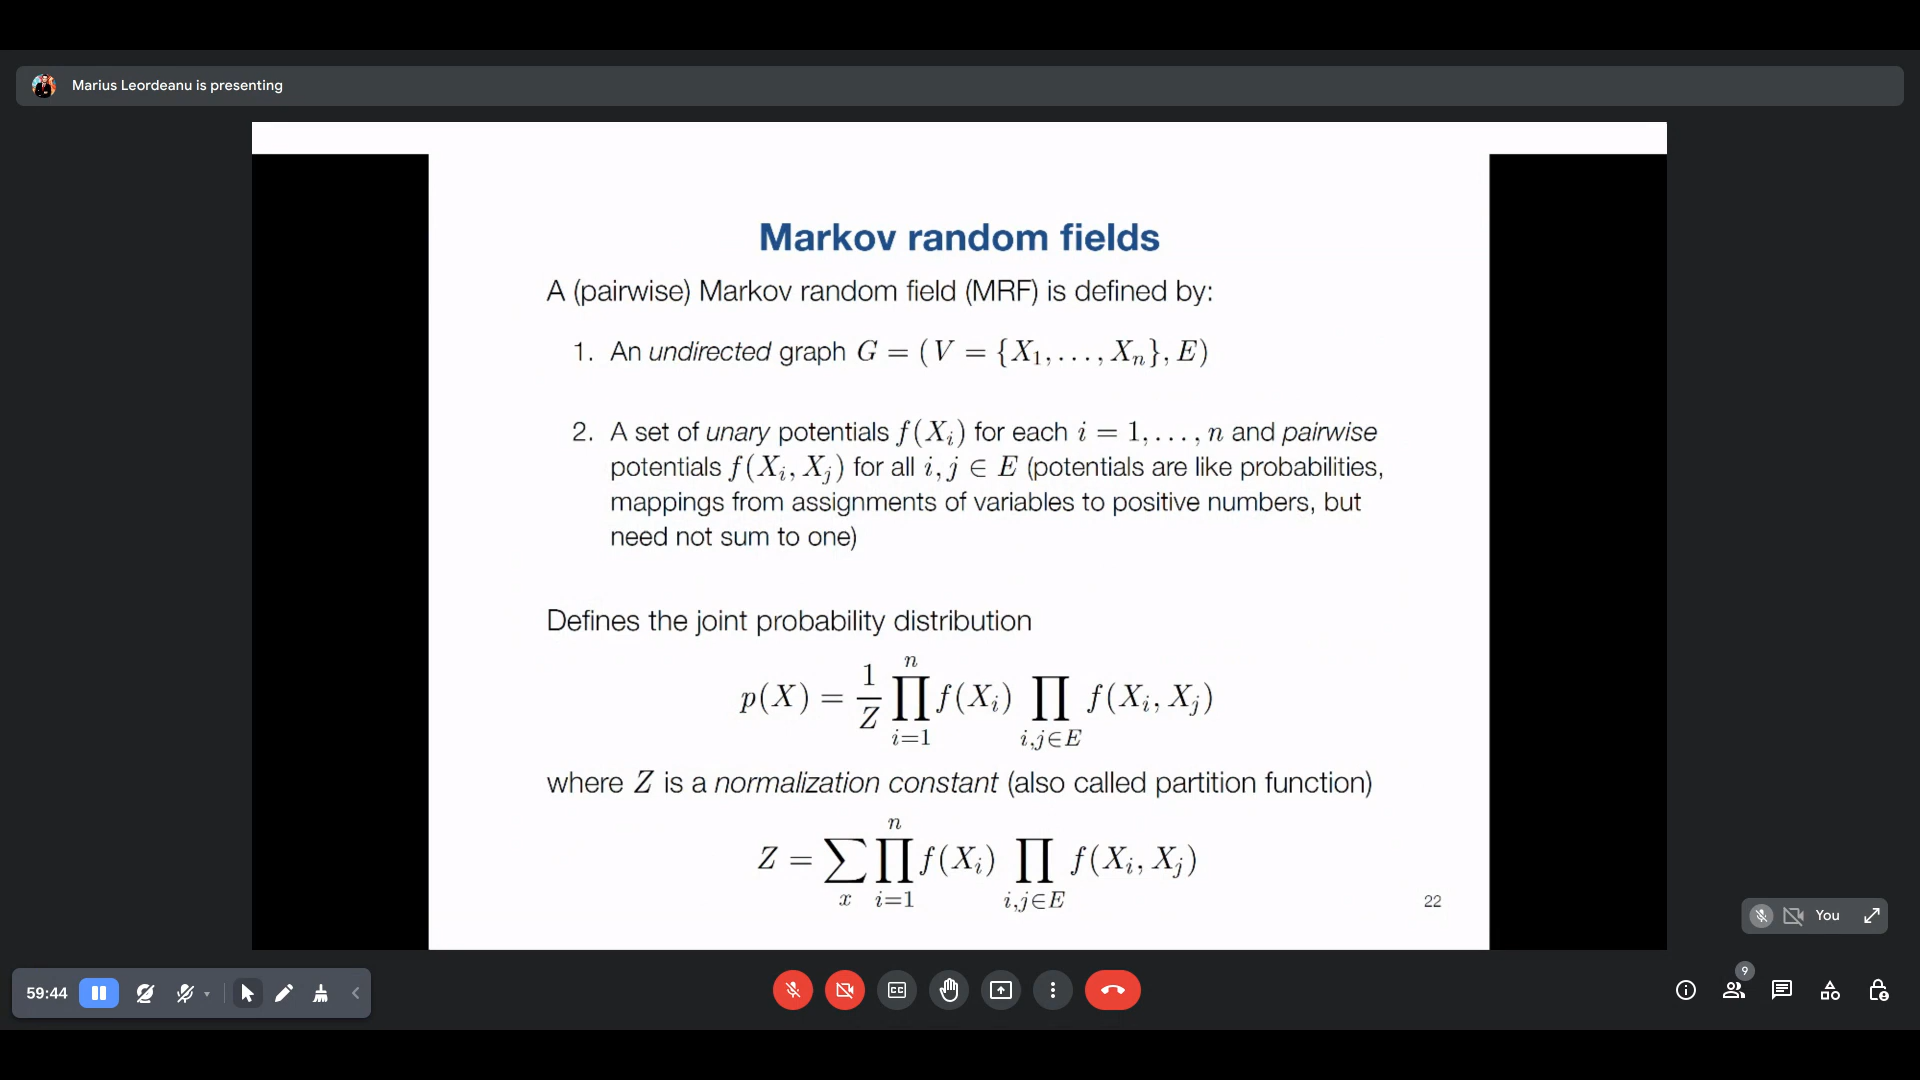 Marius Leordeanu is presenting
Markov random fields
A (pairwise) Markov random field (MRF) is defined by:
1. An undirected graph G = (V = {X₁, . . . , Xₙ}, E)
2. A set of unary potentials f(Xᵢ) for each i = 1, . . . , n and pairwise
potentials f(Xᵢ, Xⱼ) for all i, j ∈ E (potentials are like probabilities,
mappings from assignments of variables to positive numbers, but
need not sum to one)
Defines the joint probability distribution
p(X) = 1/Z ∏ᵢ₌₁ⁿ f(Xᵢ) ∏_{i,j∈E} f(Xᵢ, Xⱼ)
where Z is a normalization constant (also called partition function)
Z = ∑ₓ ∏ᵢ₌₁ⁿ f(Xᵢ) ∏_{i,j∈E} f(Xᵢ, Xⱼ)
22
You
59:44
CC
9